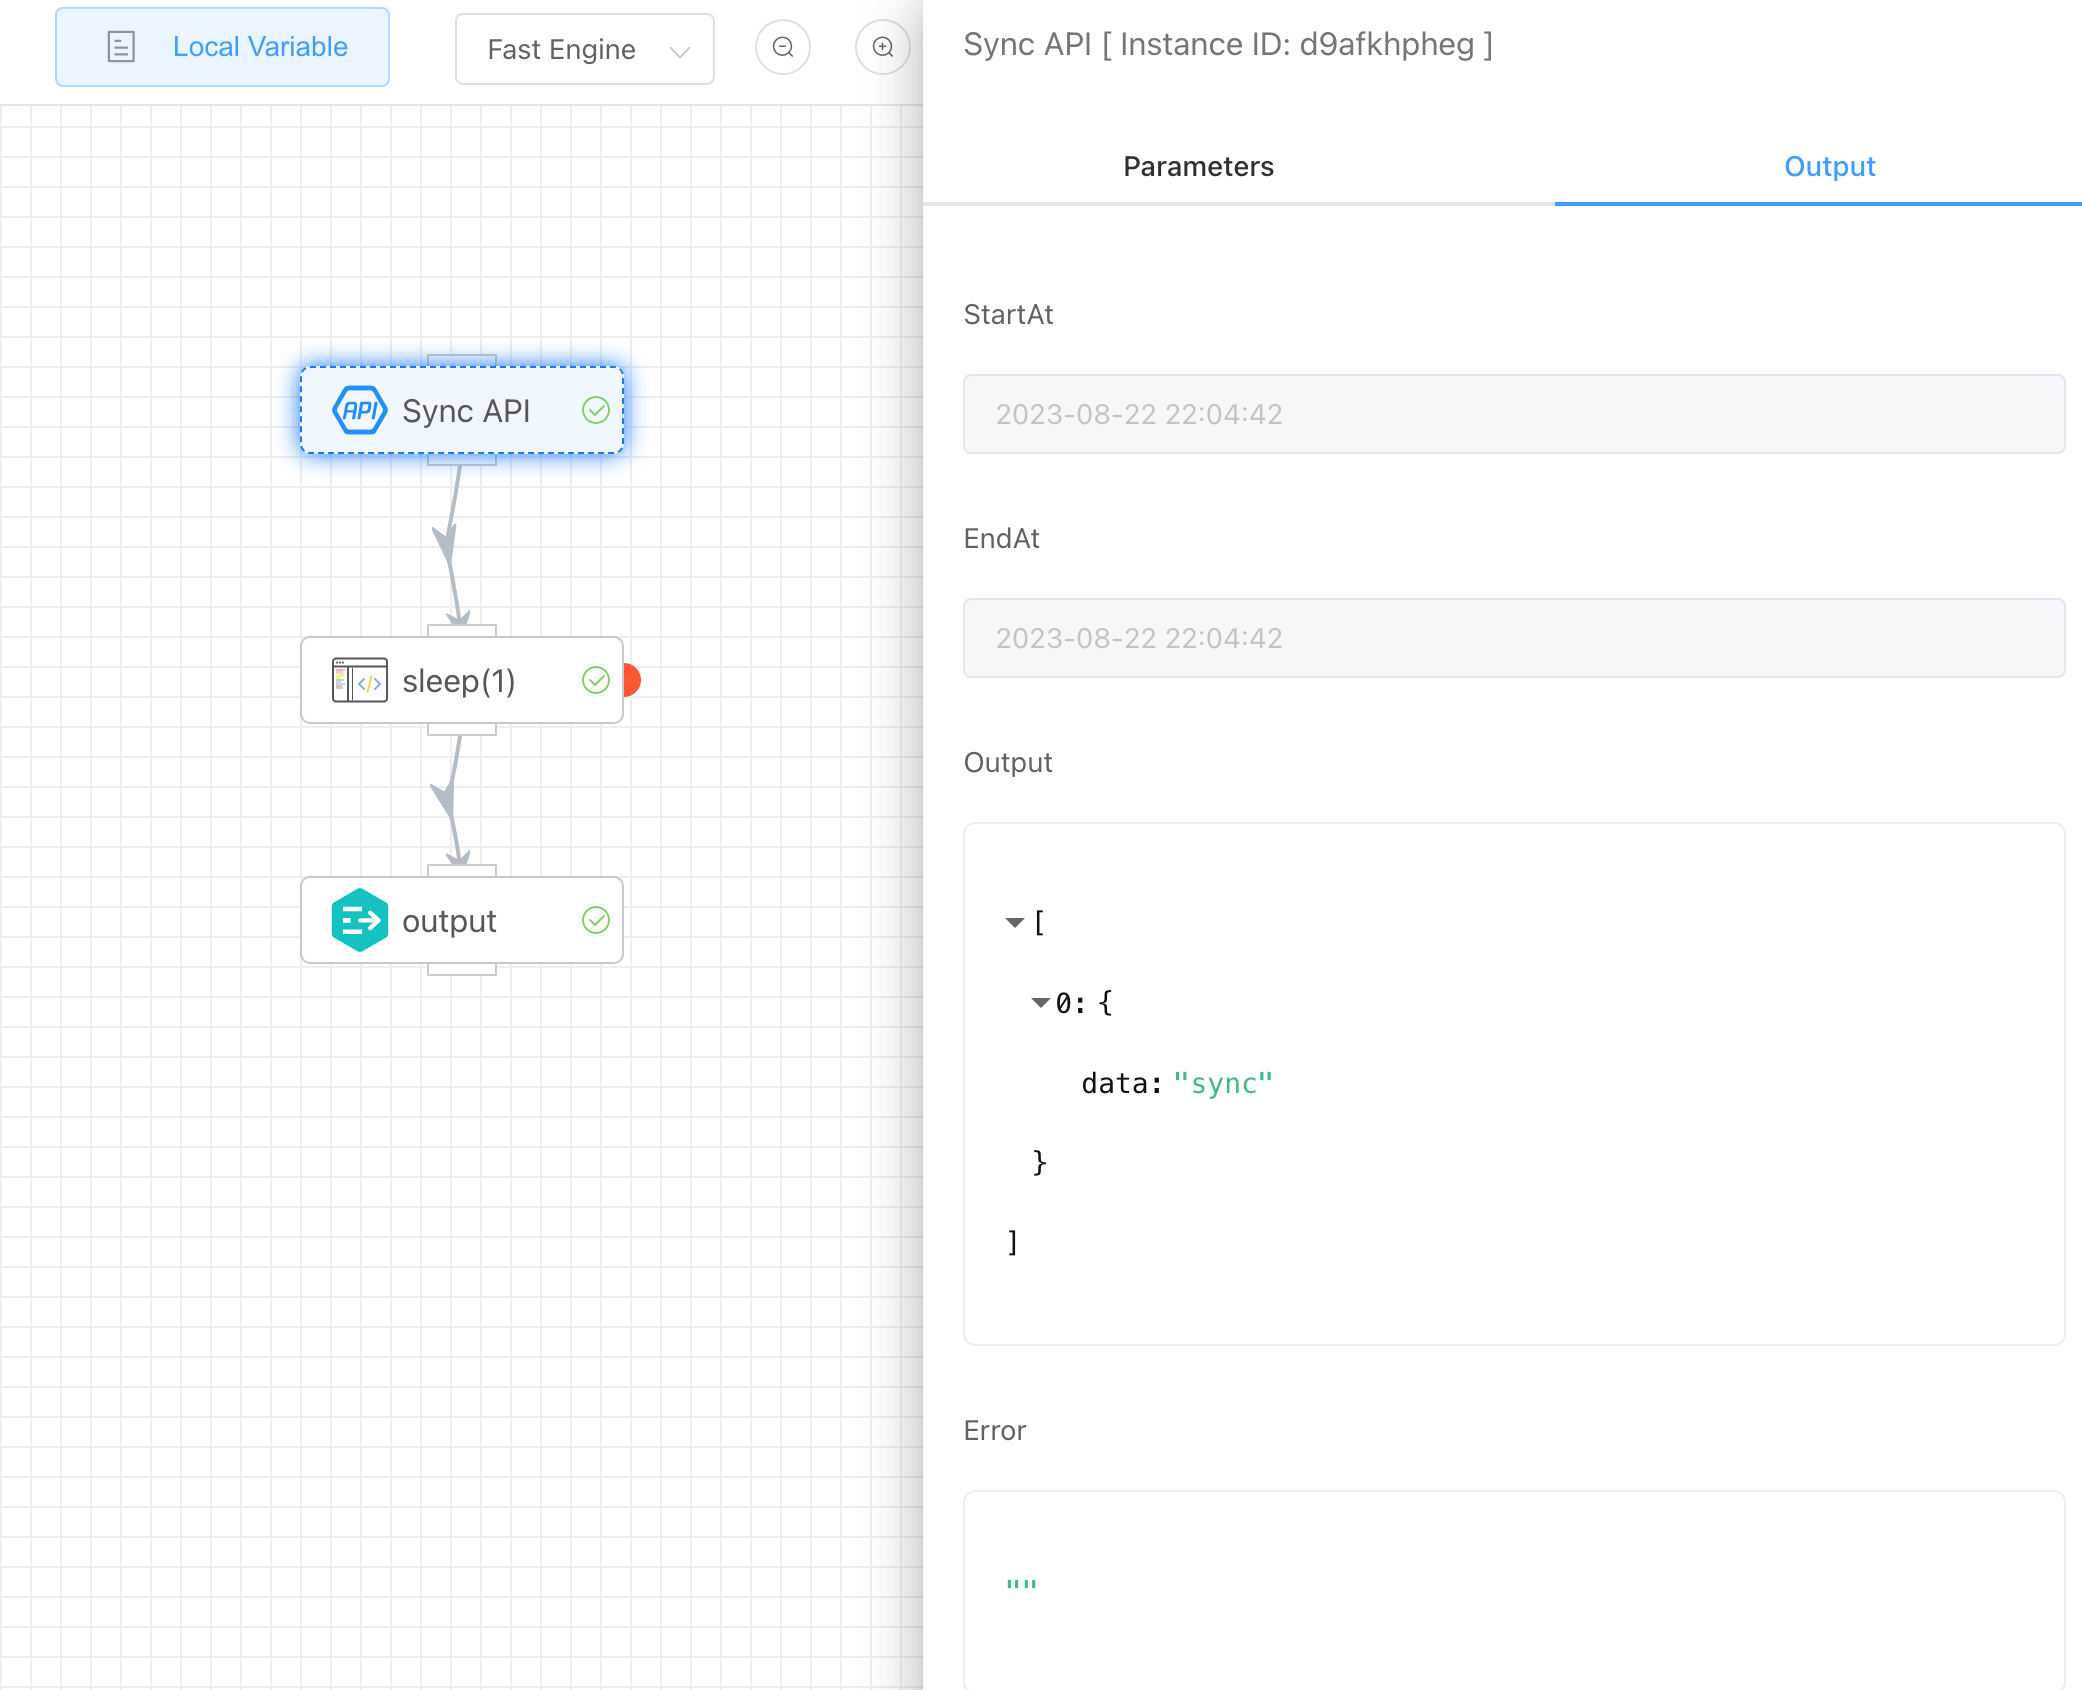 Local Variable
Fast Engine
API
Sync API
sleep(1)
output
Sync API [ Instance ID: d9afkhpheg ]
Parameters
Output
StartAt
2023-08-22 22:04:42
EndAt
2023-08-22 22:04:42
Output
[
0: {
data: "sync"
}
]
Error
""